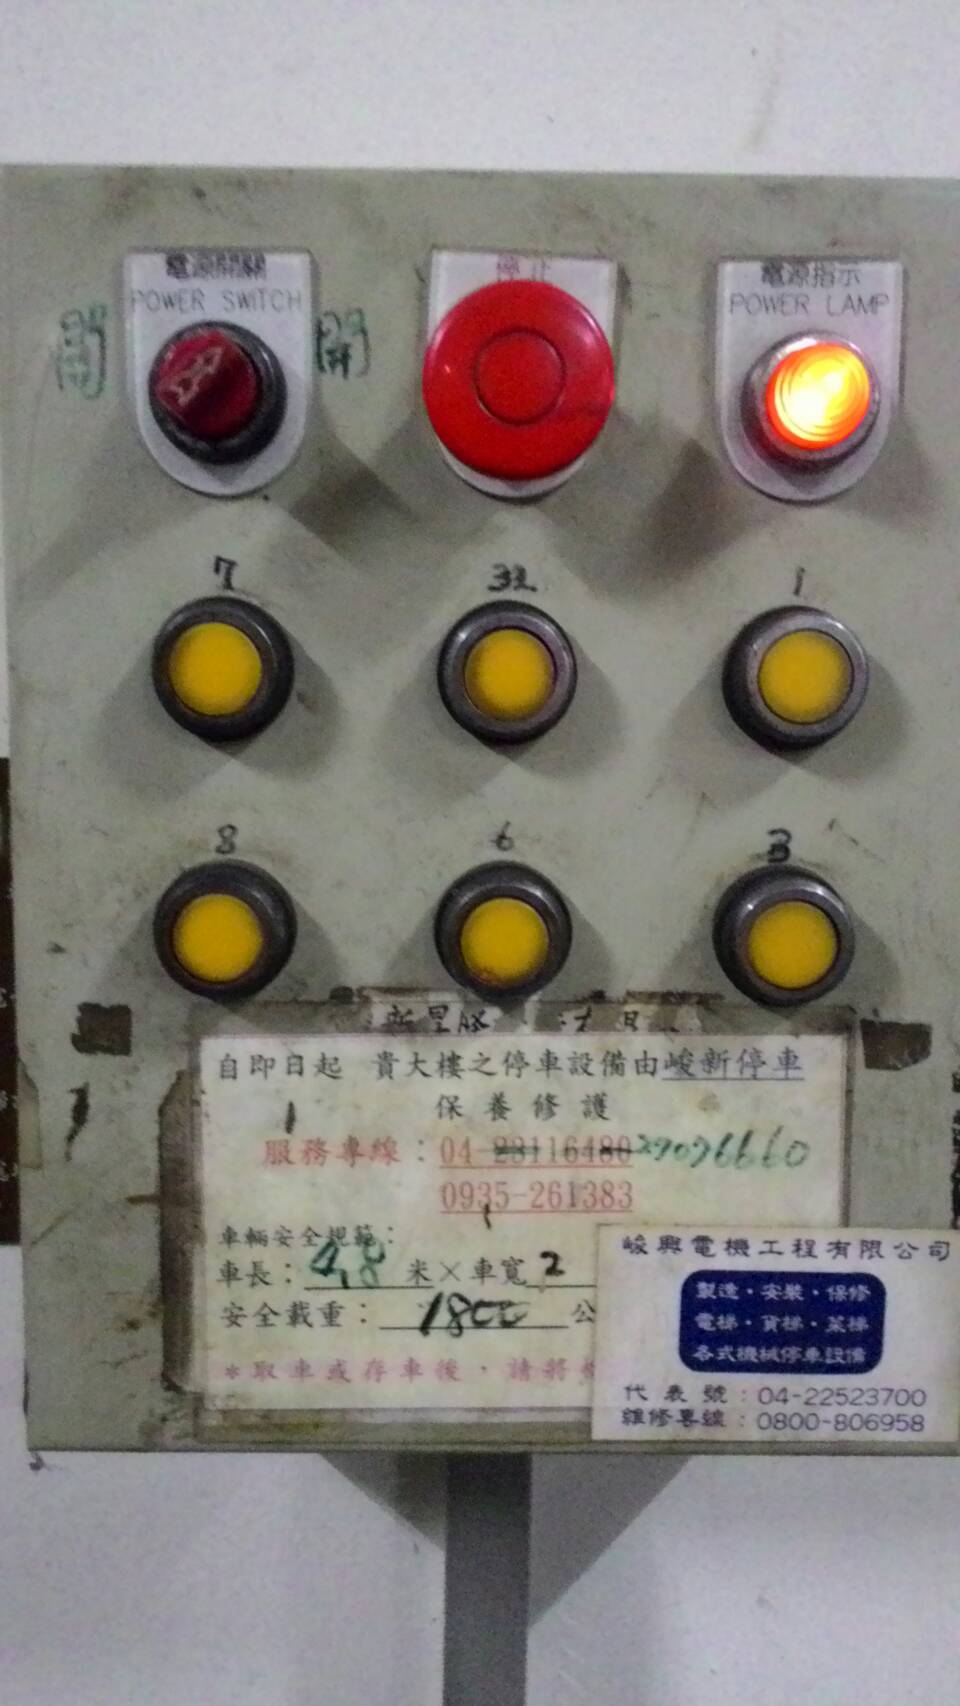 電源開關
POWER SWITCH
停止
電源指示
POWER LAMP
關
開
7
32
1
8
6
3
自即日起 貴大樓之停車設備由峻新停車
保養修護
服務專線：04-23116480 29076660
0935-261383
車輛安全規範：
車長：4.8 米×車寬 2
安全載重：1800 公
*取車或存車後，請將
峻興電機工程有限公司
製造・安裝・保修
電梯・貨梯・菜梯
各式機械停車設備
代表號：04-22523700
維修專線：0800-806958